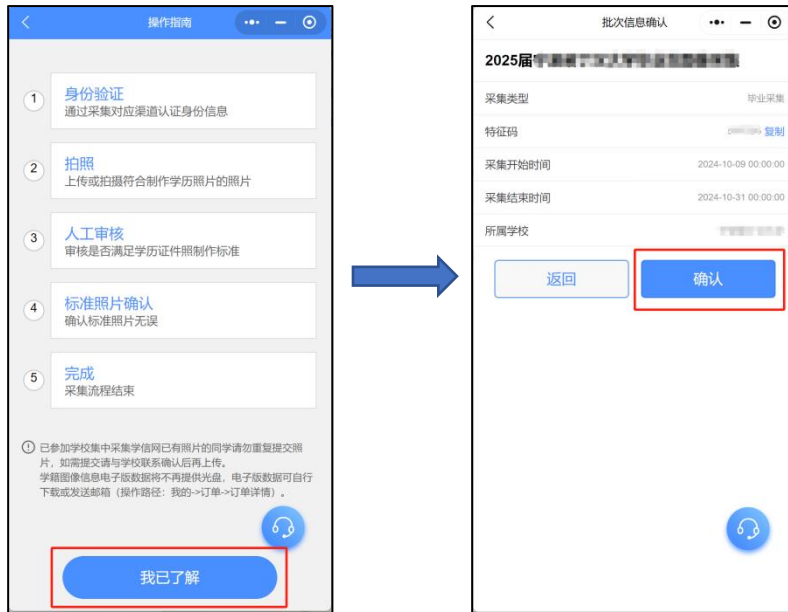 操作指南
1
身份验证
通过采集对应渠道认证身份信息
2
拍照
上传或拍摄符合制作学历照片的照片
3
人工审核
审核是否满足学历证件照制作标准
4
标准照片确认
确认标准照片无误
5
完成
采集流程结束
已参加学校集中采集学信网已有照片的同学请勿重复提交照
片，如需提交请与学校联系确认后再上传。
学籍图像信息电子版数据将不再提供光盘，电子版数据可自行
下载或发送邮箱（操作路径：我的->订单->订单详情）。
我已了解
批次信息确认
2025届
采集类型 毕业采集
特征码 复制
采集开始时间 2024-10-09 00:00:00
采集结束时间 2024-10-31 00:00:00
所属学校
返回 确认